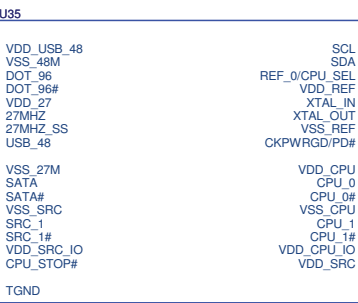 U35
VDD_USB_48 SCL
VSS_48M SDA
DOT_96 REF_0/CPU_SEL
DOT_96# VDD_REF
VDD_27 XTAL_IN
27MHZ XTAL_OUT
27MHZ_SS VSS_REF
USB_48 CKPWRGD/PD#
VSS_27M VDD_CPU
SATA CPU_0
SATA# CPU_0#
VSS_SRC VSS_CPU
SRC_1 CPU_1
SRC_1# CPU_1#
VDD_SRC_IO VDD_CPU_IO
CPU_STOP# VDD_SRC
TGND